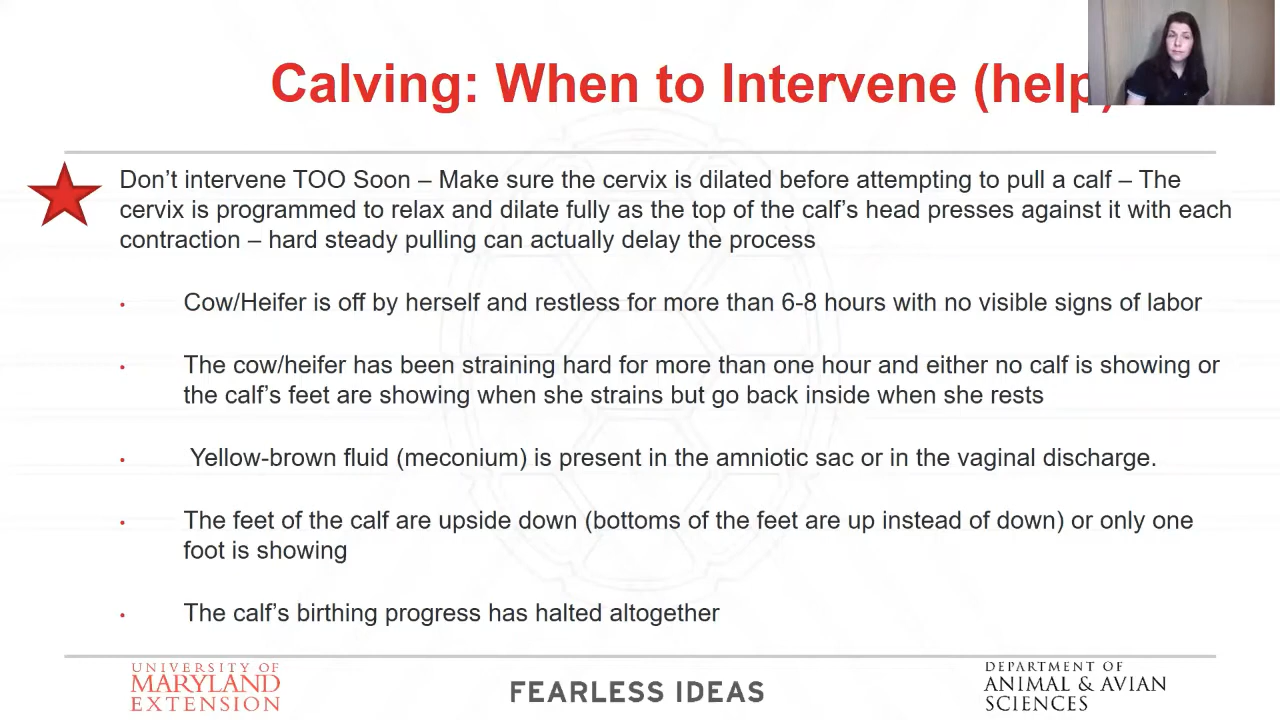 Calving: When to Intervene (help)
Don't intervene TOO Soon – Make sure the cervix is dilated before attempting to pull a calf – The
cervix is programmed to relax and dilate fully as the top of the calf's head presses against it with each
contraction – hard steady pulling can actually delay the process
• Cow/Heifer is off by herself and restless for more than 6-8 hours with no visible signs of labor
• The cow/heifer has been straining hard for more than one hour and either no calf is showing or
the calf's feet are showing when she strains but go back inside when she rests
• Yellow-brown fluid (meconium) is present in the amniotic sac or in the vaginal discharge.
• The feet of the calf are upside down (bottoms of the feet are up instead of down) or only one
foot is showing
• The calf's birthing progress has halted altogether
UNIVERSITY OF
MARYLAND
EXTENSION
FEARLESS IDEAS
DEPARTMENT OF
ANIMAL & AVIAN
SCIENCES